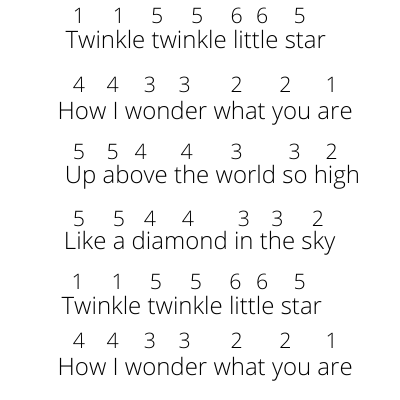 1 1 5 5 6 6 5
Twinkle twinkle little star
4 4 3 3 2 2 1
How I wonder what you are
5 5 4 4 3 3 2
Up above the world so high
5 5 4 4 3 3 2
Like a diamond in the sky
1 1 5 5 6 6 5
Twinkle twinkle little star
4 4 3 3 2 2 1
How I wonder what you are